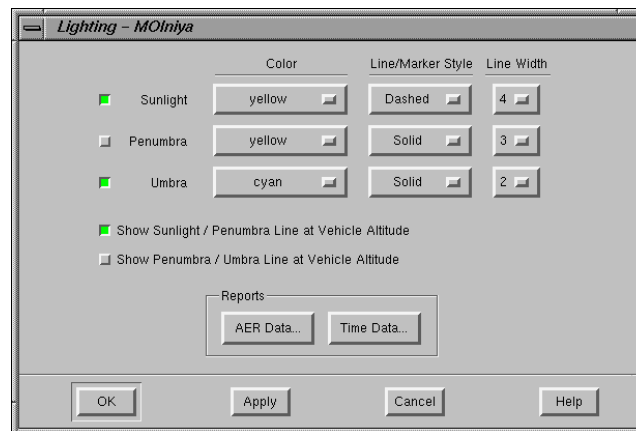 Lighting – MOlniya
Color Line/Marker Style Line Width
Sunlight yellow Dashed 4
Penumbra yellow Solid 3
Umbra cyan Solid 2
Show Sunlight / Penumbra Line at Vehicle Altitude
Show Penumbra / Umbra Line at Vehicle Altitude
Reports
AER Data... Time Data...
OK Apply Cancel Help